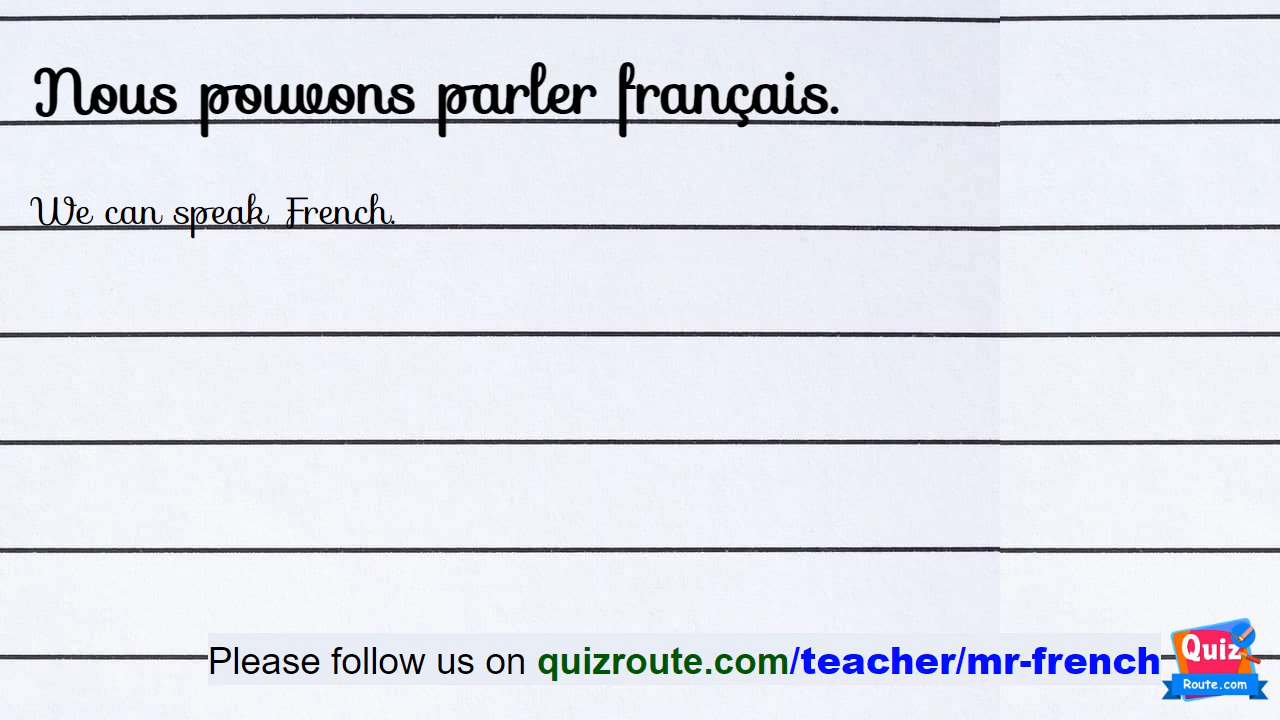 Nous pouvons parler français.
We can speak French.
Please follow us on quizroute.com/teacher/mr-french
Quiz
Route.com